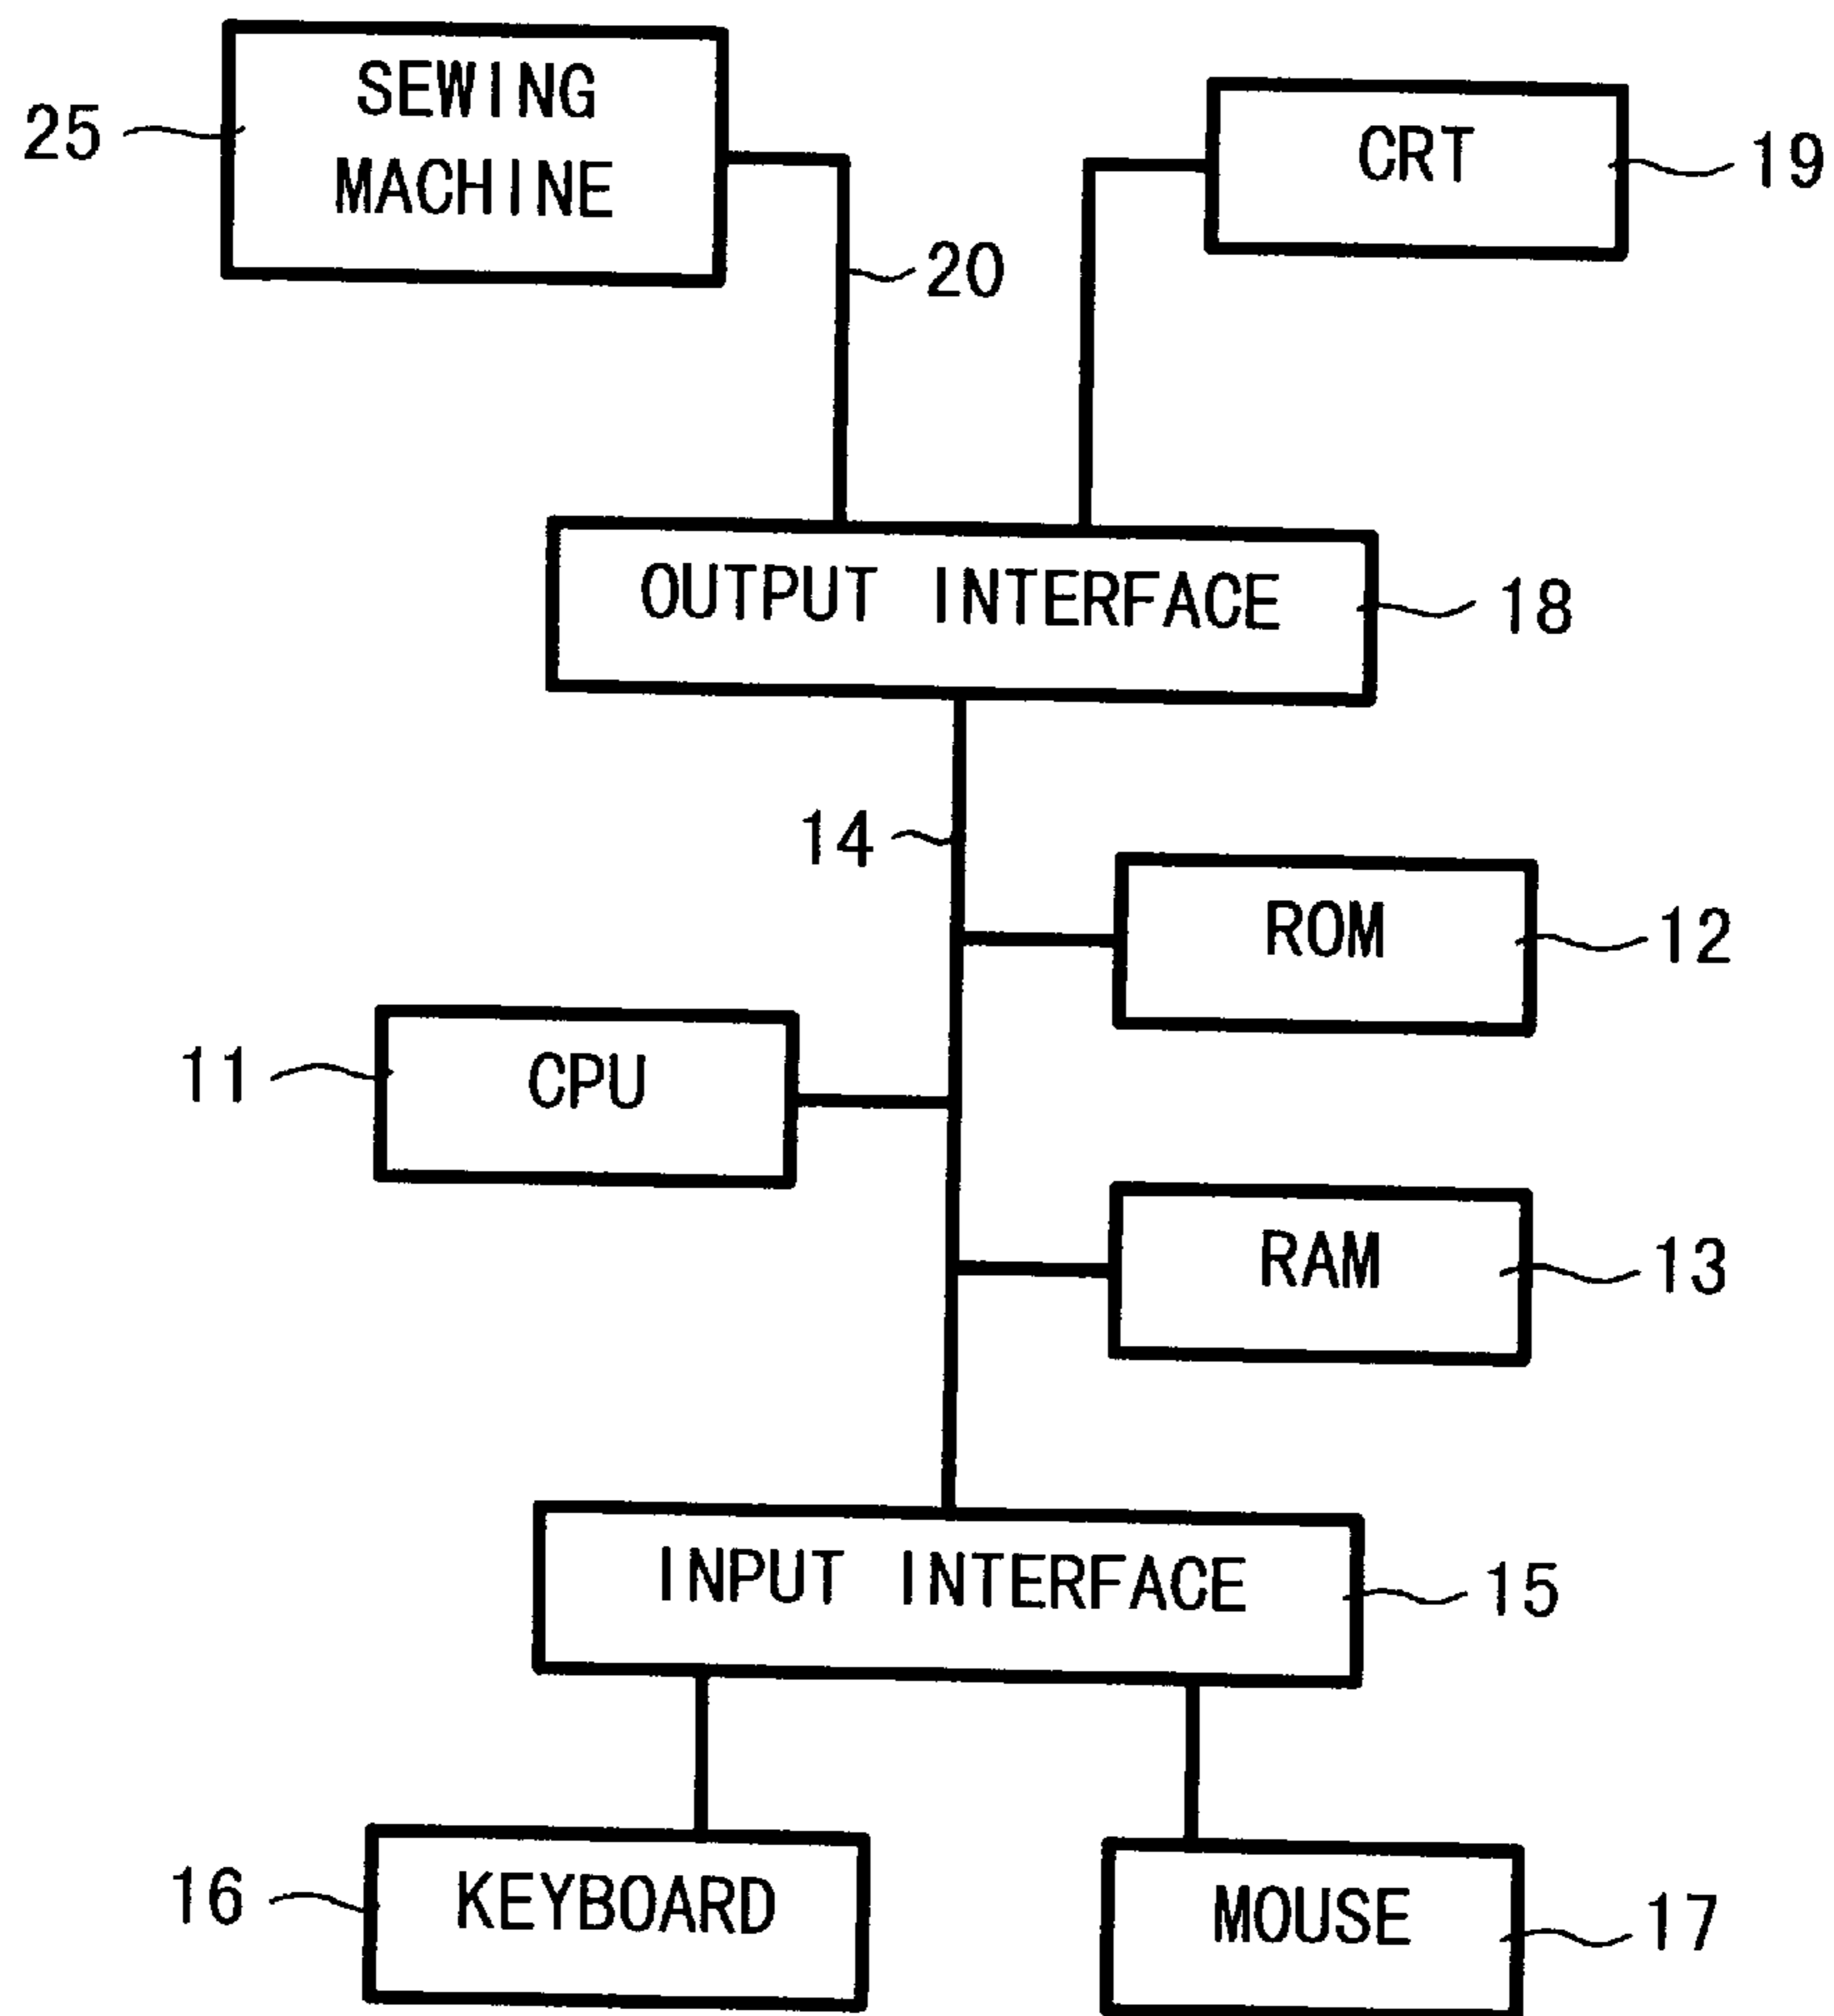 SEWING
MACHINE
25
CRT
19
20
OUTPUT INTERFACE
18
14
ROM
12
CPU
11
RAM
13
INPUT INTERFACE
15
KEYBOARD
16
MOUSE
17